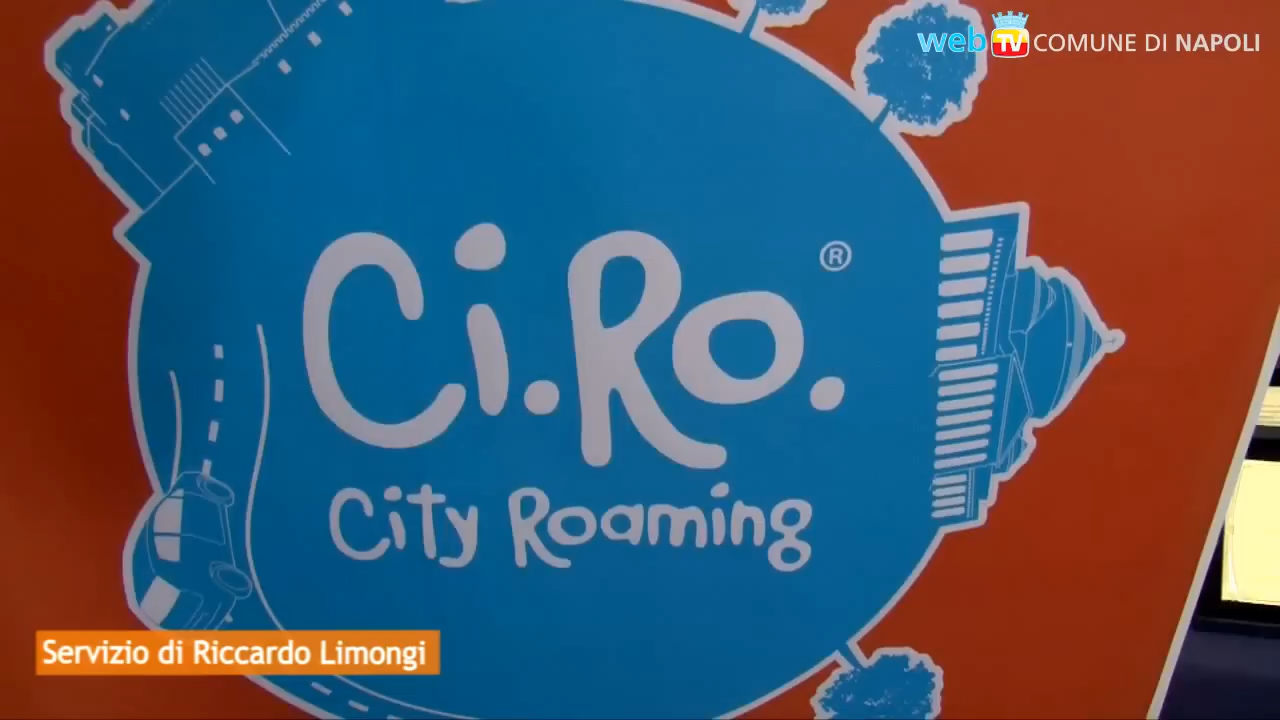 web TV COMUNE DI NAPOLI
Ci.Ro. ®
City Roaming
Servizio di Riccardo Limongi